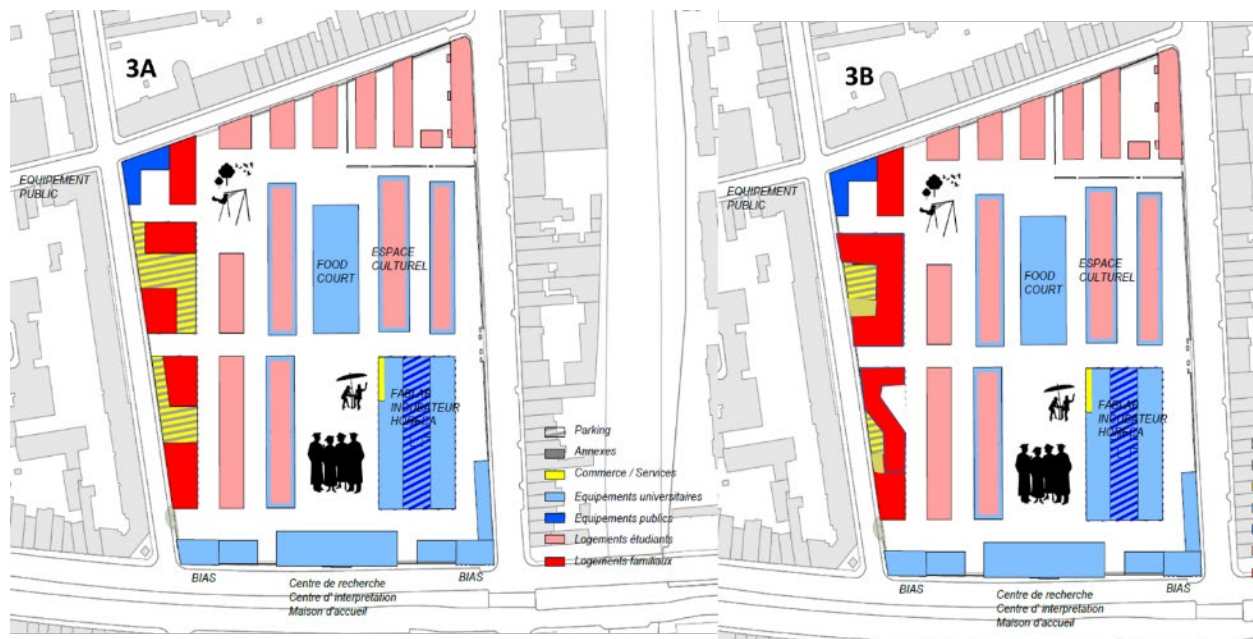 3A
EQUIPEMENT
PUBLIC
FOOD
COURT
ESPACE
CULTUREL
FABLAB
INCUBATEUR
HORECA
Parking
Annexes
Commerce / Services
Equipements universitaires
Equipements publics
Logements étudiants
Logements familiaux
BIAS
BIAS
Centre de recherche
Centre d' interprétation
Maison d'accueil
3B
EQUIPEMENT
PUBLIC
FOOD
COURT
ESPACE
CULTUREL
FABLAB
INCUBATEUR
HORECA
BIAS
BIAS
Centre de recherche
Centre d' interprétation
Maison d'accueil